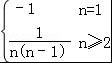 -1 n=1
1/n(n-1) n≥2